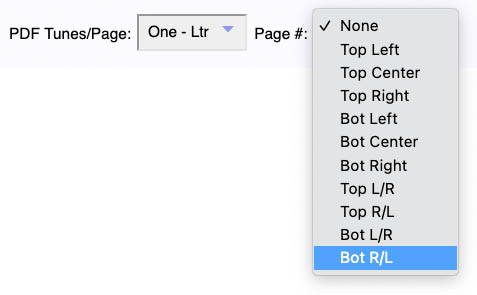 PDF Tunes/Page: One - Ltr Page #:
✓ None
Top Left
Top Center
Top Right
Bot Left
Bot Center
Bot Right
Top L/R
Top R/L
Bot L/R
Bot R/L